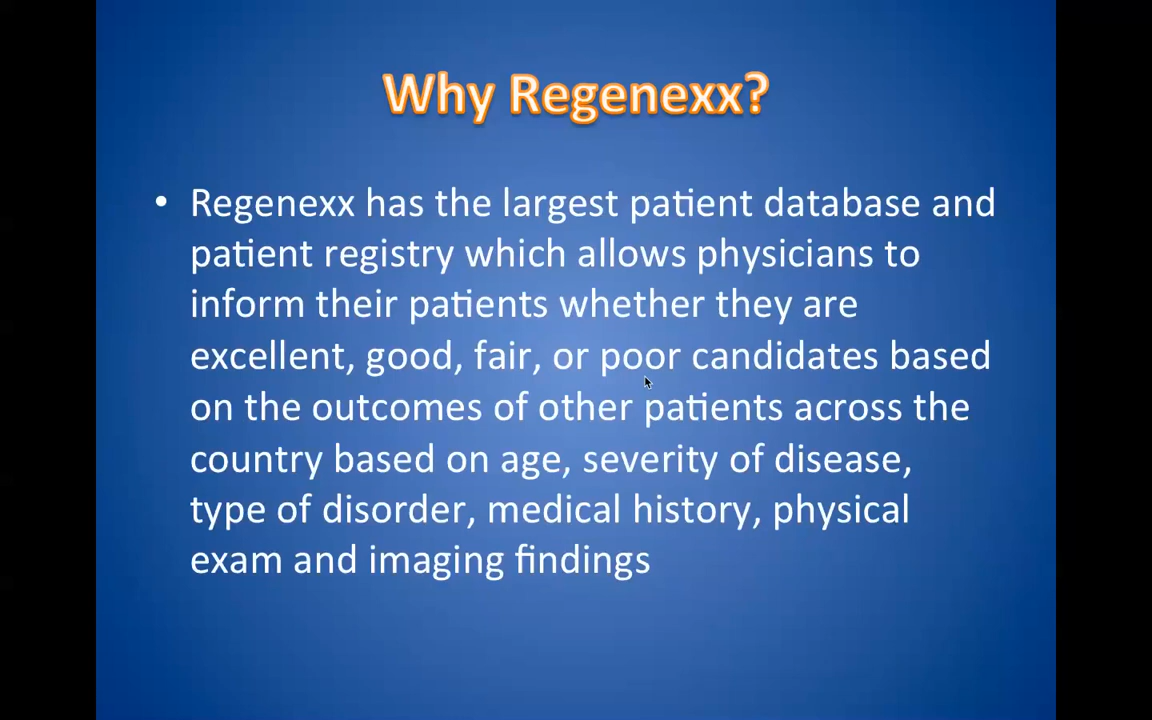 Why Regenexx?
• Regenexx has the largest patient database and
patient registry which allows physicians to
inform their patients whether they are
excellent, good, fair, or poor candidates based
on the outcomes of other patients across the
country based on age, severity of disease,
type of disorder, medical history, physical
exam and imaging findings